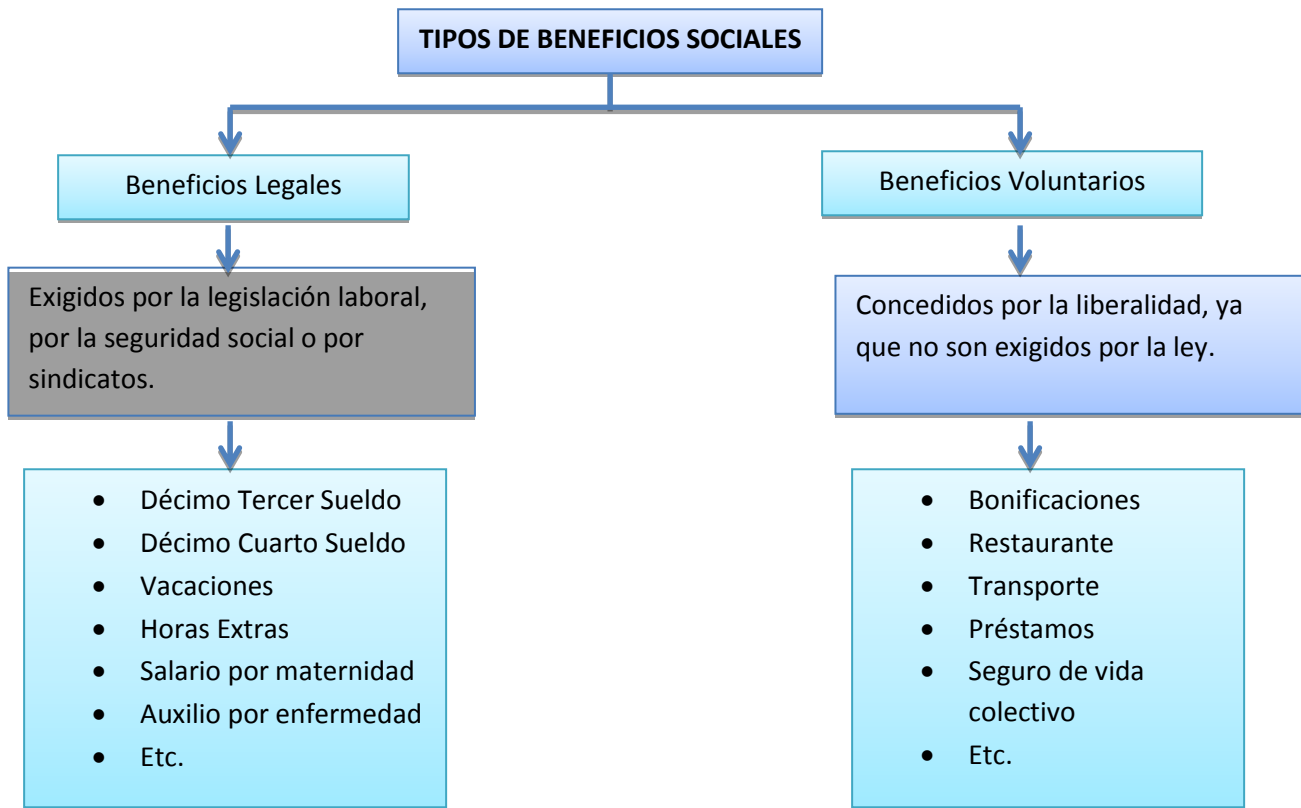 TIPOS DE BENEFICIOS SOCIALES
Beneficios Legales
Exigidos por la legislación laboral,
por la seguridad social o por
sindicatos.
• Décimo Tercer Sueldo
• Décimo Cuarto Sueldo
• Vacaciones
• Horas Extras
• Salario por maternidad
• Auxilio por enfermedad
• Etc.
Beneficios Voluntarios
Concedidos por la liberalidad, ya
que no son exigidos por la ley.
• Bonificaciones
• Restaurante
• Transporte
• Préstamos
• Seguro de vida
colectivo
• Etc.